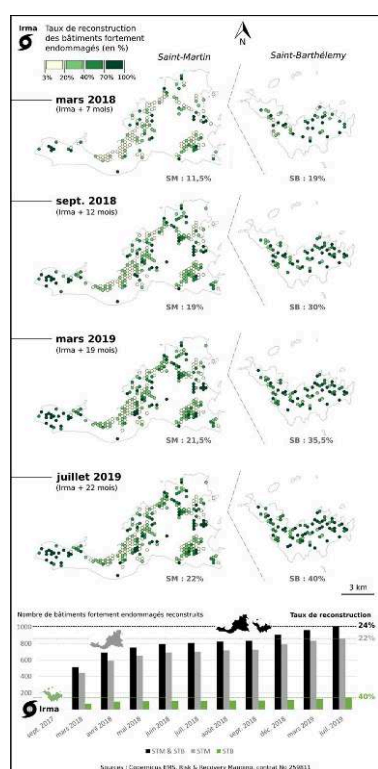 Irma
Taux de reconstruction
des bâtiments fortement
endommagés (en %)
3% 20% 40% 70% 100%
Saint-Martin
N
Saint-Barthélemy
mars 2018
(Irma + 7 mois)
SM : 11,5%
SB : 19%
sept. 2018
(Irma + 12 mois)
SM : 19%
SB : 30%
mars 2019
(Irma + 19 mois)
SM : 21,5%
SB : 35,5%
juillet 2019
(Irma + 22 mois)
SM : 22%
SB : 40%
3 km
Nombre de bâtiments fortement endommagés reconstruits
Taux de reconstruction
1000
800
600
400
200
24%
22%
40%
Irma
sept. 2017
mars 2018
avril 2018
mai 2018
juin 2018
juil. 2018
août 2018
sept. 2018
déc. 2018
mars 2019
juil. 2019
STM & STB
STM
STB
Sources : Copernicus EMS, Risk & Recovery Mapping, contrat No 259811